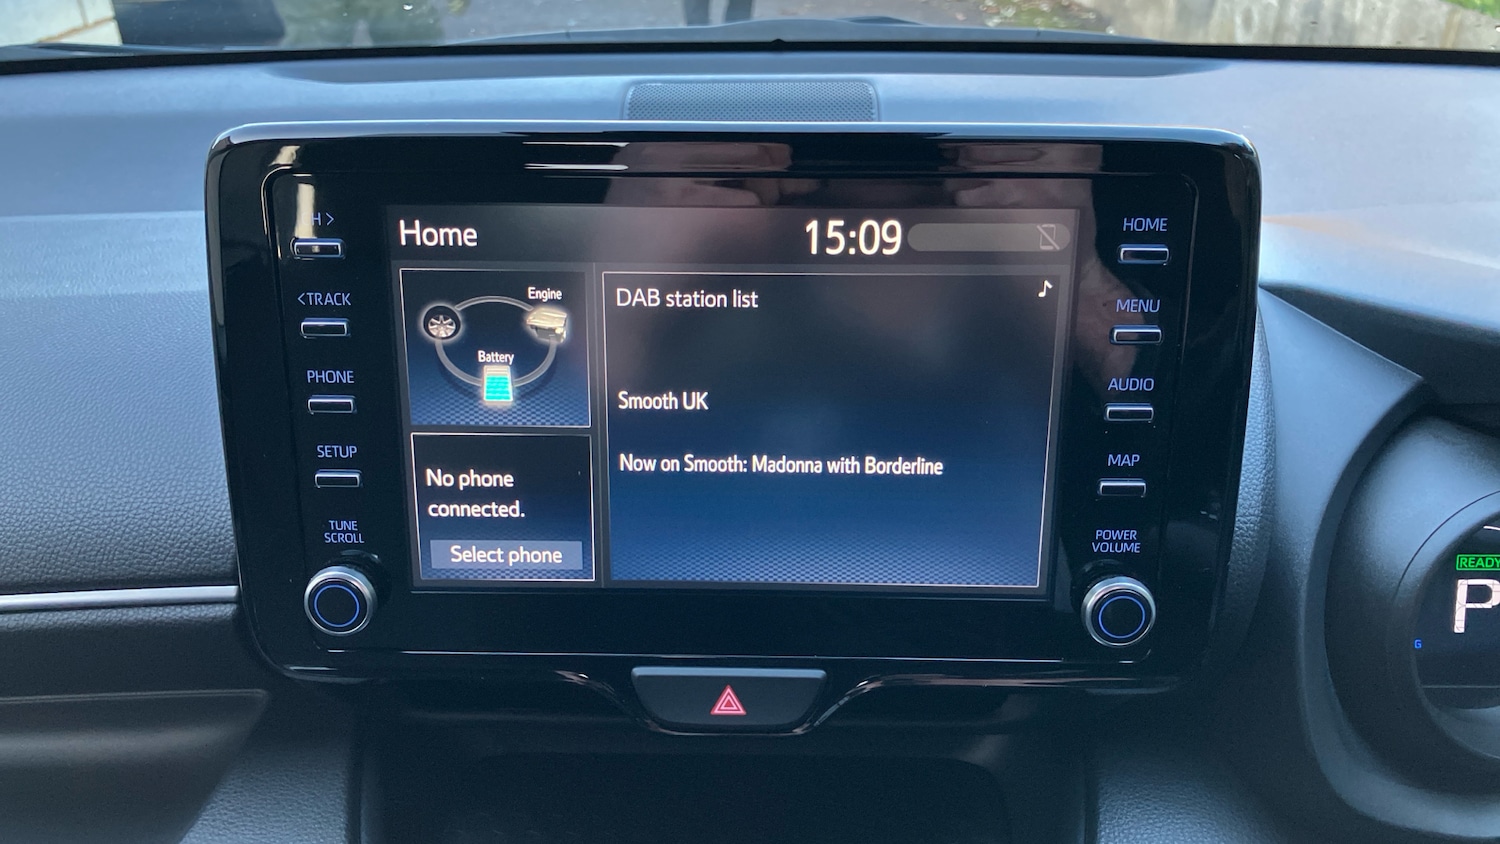 H >
<TRACK
PHONE
SETUP
TUNE
SCROLL
Home
15:09
Engine
Battery
No phone
connected.
Select phone
DAB station list
Smooth UK
Now on Smooth: Madonna with Borderline
HOME
MENU
AUDIO
MAP
POWER
VOLUME
READY
P
G